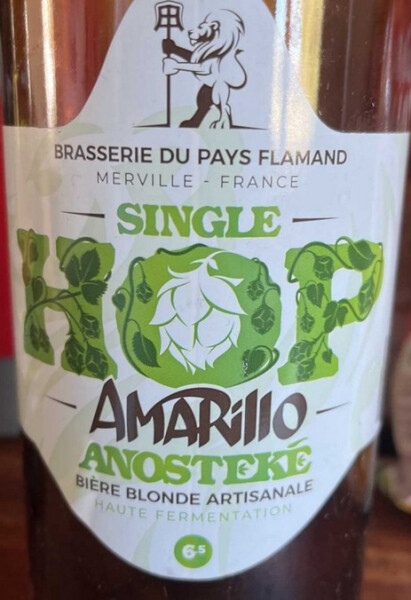 BRASSERIE DU PAYS FLAMAND
MERVILLE - FRANCE
SINGLE
HOP
AMARILLO
ANOSTEKÉ
BIÈRE BLONDE ARTISANALE
HAUTE FERMENTATION
6.5